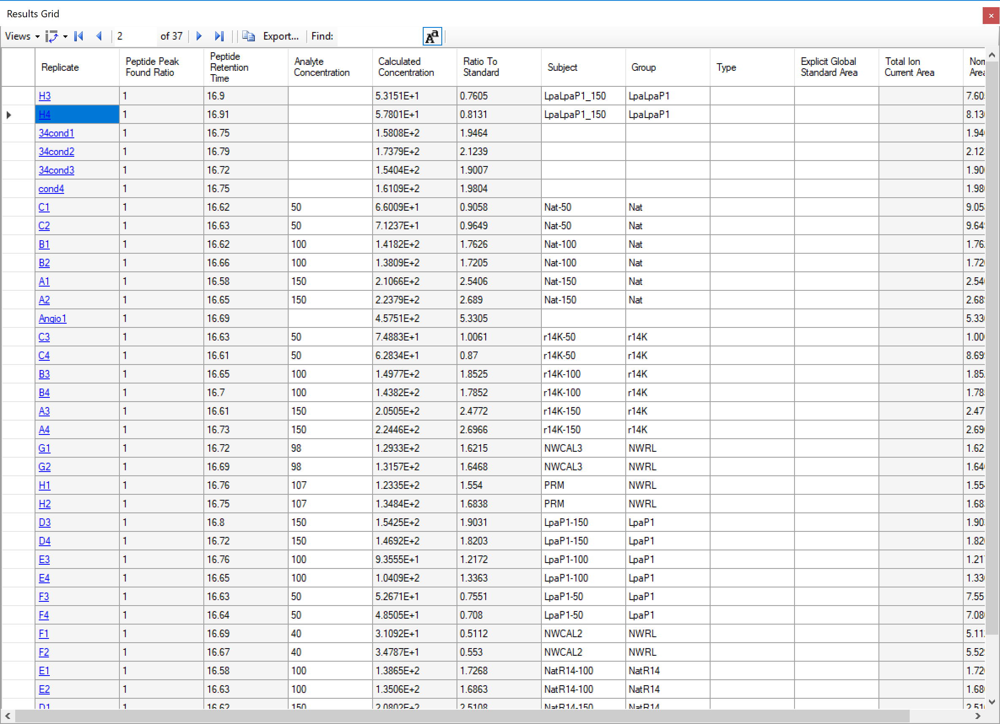 Results Grid
Views 2 of 37 Export... Find: Aa
Replicate Peptide Peak Found Ratio Peptide Retention Time Analyte Concentration Calculated Concentration Ratio To Standard Subject Group Type Explicit Global Standard Area Total Ion Current Area
H3 1 16.9 5.3151E+1 0.7605 LpaLpaP1_150 LpaLpaP1 7.60
H4 1 16.91 5.7801E+1 0.8131 LpaLpaP1_150 LpaLpaP1 8.13
34cond1 1 16.75 1.5808E+2 1.9464 1.94
34cond2 1 16.79 1.7379E+2 2.1239 2.12
34cond3 1 16.72 1.5404E+2 1.9007 1.90
cond4 1 16.75 1.6109E+2 1.9804 1.98
C1 1 16.62 50 6.6009E+1 0.9058 Nat-50 Nat 9.05
C2 1 16.63 50 7.1237E+1 0.9649 Nat-50 Nat 9.64
B1 1 16.62 100 1.4182E+2 1.7626 Nat-100 Nat 1.76
B2 1 16.66 100 1.3809E+2 1.7205 Nat-100 Nat 1.72
A1 1 16.58 150 2.1066E+2 2.5406 Nat-150 Nat 2.54
A2 1 16.65 150 2.2379E+2 2.689 Nat-150 Nat 2.68
Angio1 1 16.69 4.5751E+2 5.3305 5.33
C3 1 16.63 50 7.4883E+1 1.0061 r14K-50 r14K 1.00
C4 1 16.61 50 6.2834E+1 0.87 r14K-50 r14K 8.69
B3 1 16.65 100 1.4977E+2 1.8525 r14K-100 r14K 1.85
B4 1 16.7 100 1.4382E+2 1.7852 r14K-100 r14K 1.78
A3 1 16.61 150 2.0505E+2 2.4772 r14K-150 r14K 2.47
A4 1 16.73 150 2.2446E+2 2.6966 r14K-150 r14K 2.69
G1 1 16.72 98 1.2933E+2 1.6215 NWCAL3 NWRL 1.62
G2 1 16.69 98 1.3157E+2 1.6468 NWCAL3 NWRL 1.64
H1 1 16.76 107 1.2335E+2 1.554 PRM NWRL 1.55
H2 1 16.75 107 1.3484E+2 1.6838 PRM NWRL 1.68
D3 1 16.8 150 1.5425E+2 1.9031 LpaP1-150 LpaP1 1.90
D4 1 16.72 150 1.4692E+2 1.8203 LpaP1-150 LpaP1 1.82
E3 1 16.76 100 9.3555E+1 1.2172 LpaP1-100 LpaP1 1.21
E4 1 16.65 100 1.0409E+2 1.3363 LpaP1-100 LpaP1 1.33
F3 1 16.63 50 5.2671E+1 0.7551 LpaP1-50 LpaP1 7.55
F4 1 16.64 50 4.8505E+1 0.708 LpaP1-50 LpaP1 7.08
F1 1 16.69 40 3.1092E+1 0.5112 NWCAL2 NWRL 5.11
F2 1 16.67 40 3.4787E+1 0.553 NWCAL2 NWRL 5.52
E1 1 16.58 100 1.3865E+2 1.7268 NatR14-100 NatR14 1.72
E2 1 16.63 100 1.3506E+2 1.6863 NatR14-100 NatR14 1.68
D1 1 16.62 150 2.0802E+2 2.5108 NatR14-150 NatR14 2.51